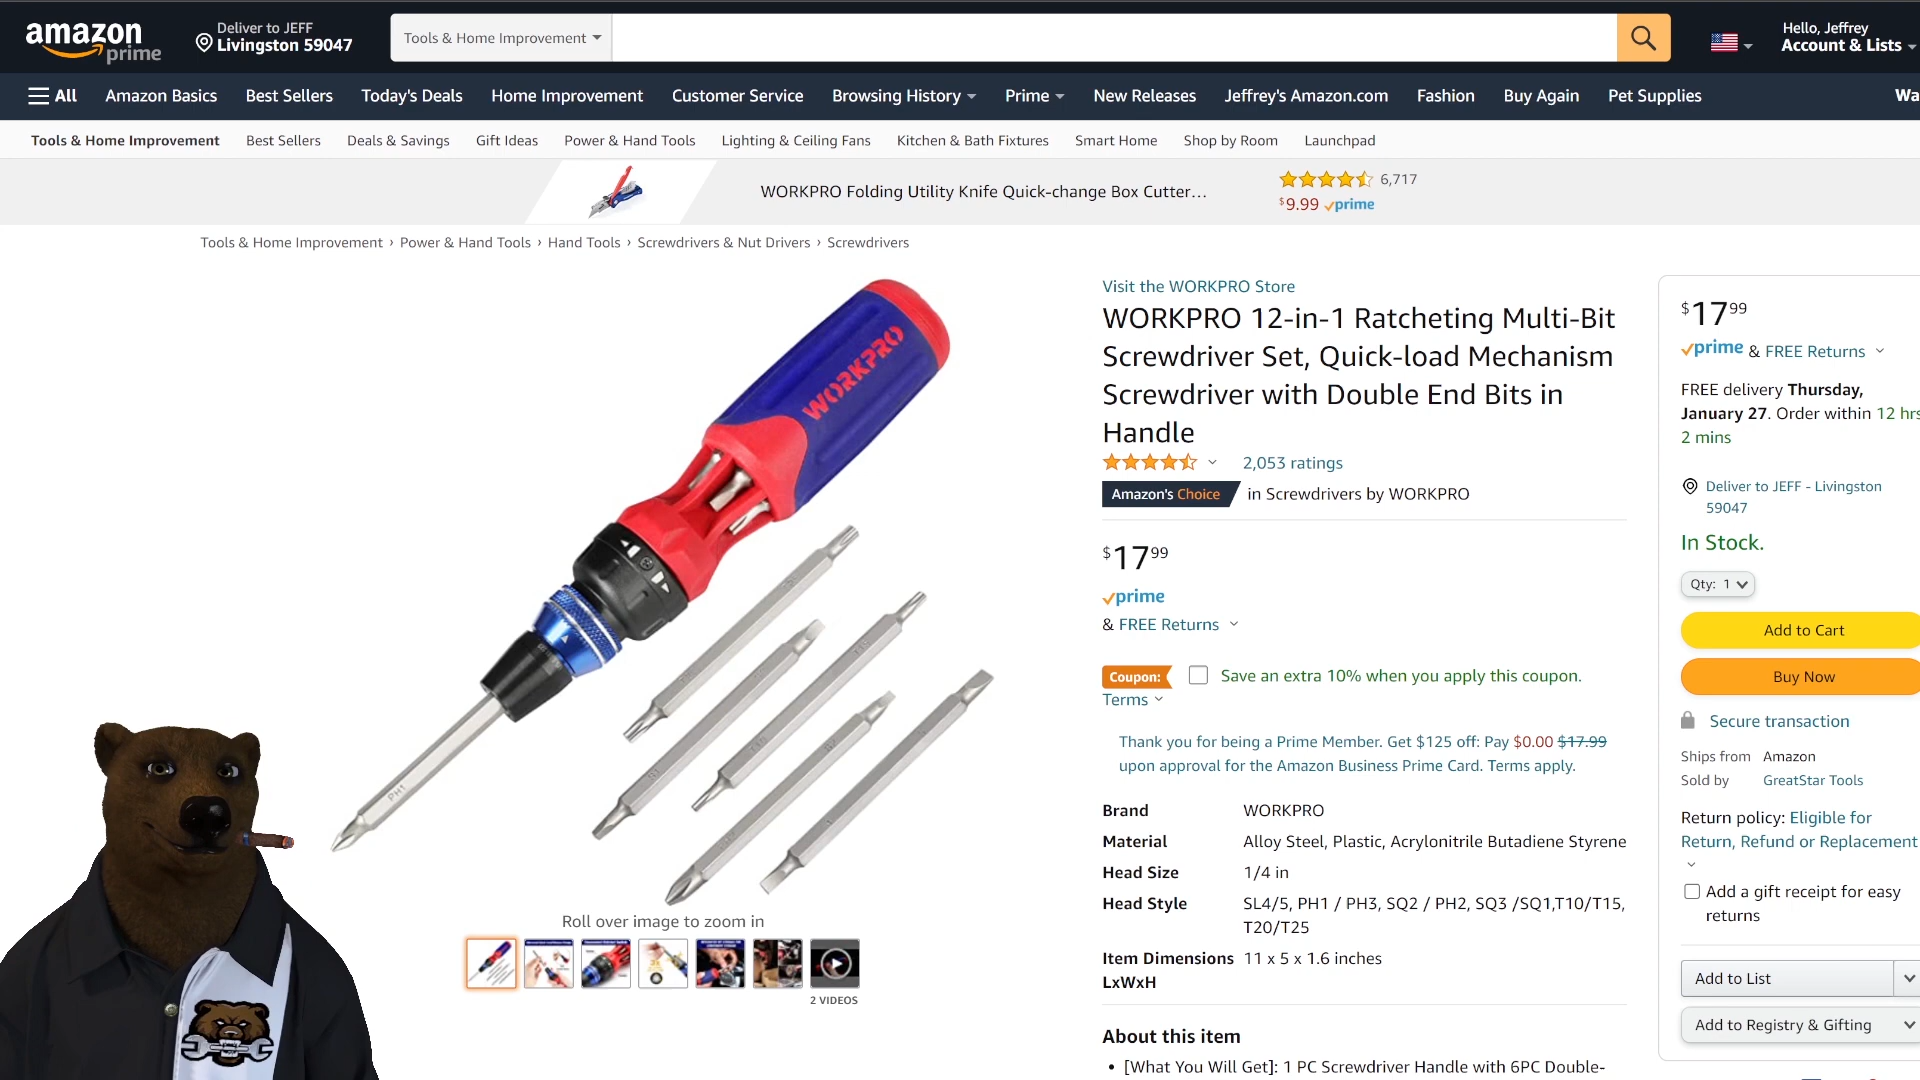 amazon
prime
Deliver to JEFF
Livingston 59047
Tools & Home Improvement
Hello, Jeffrey
Account & Lists
All
Amazon Basics
Best Sellers
Today's Deals
Home Improvement
Customer Service
Browsing History
Prime
New Releases
Jeffrey's Amazon.com
Fashion
Buy Again
Pet Supplies
Wa
Tools & Home Improvement
Best Sellers
Deals & Savings
Gift Ideas
Power & Hand Tools
Lighting & Ceiling Fans
Kitchen & Bath Fixtures
Smart Home
Shop by Room
Launchpad
WORKPRO Folding Utility Knife Quick-change Box Cutter…
6,717
$9.99 prime
Tools & Home Improvement › Power & Hand Tools › Hand Tools › Screwdrivers & Nut Drivers › Screwdrivers
WORKPRO
PH1
Roll over image to zoom in
2 VIDEOS
Visit the WORKPRO Store
WORKPRO 12-in-1 Ratcheting Multi-Bit
Screwdriver Set, Quick-load Mechanism
Screwdriver with Double End Bits in
Handle
2,053 ratings
Amazon's Choice in Screwdrivers by WORKPRO
$17 99
prime
& FREE Returns
Coupon: Save an extra 10% when you apply this coupon.
Terms
Thank you for being a Prime Member. Get $125 off: Pay $0.00 $17.99
upon approval for the Amazon Business Prime Card. Terms apply.
Brand WORKPRO
Material Alloy Steel, Plastic, Acrylonitrile Butadiene Styrene
Head Size 1/4 in
Head Style SL4/5, PH1 / PH3, SQ2 / PH2, SQ3 /SQ1,T10/T15,
T20/T25
Item Dimensions 11 x 5 x 1.6 inches
LxWxH
About this item
• [What You Will Get]: 1 PC Screwdriver Handle with 6PC Double-
$17 99
prime & FREE Returns
FREE delivery Thursday,
January 27. Order within 12 hrs
2 mins
Deliver to JEFF - Livingston
59047
In Stock.
Qty: 1
Add to Cart
Buy Now
Secure transaction
Ships from Amazon
Sold by GreatStar Tools
Return policy: Eligible for
Return, Refund or Replacement
Add a gift receipt for easy
returns
Add to List
Add to Registry & Gifting